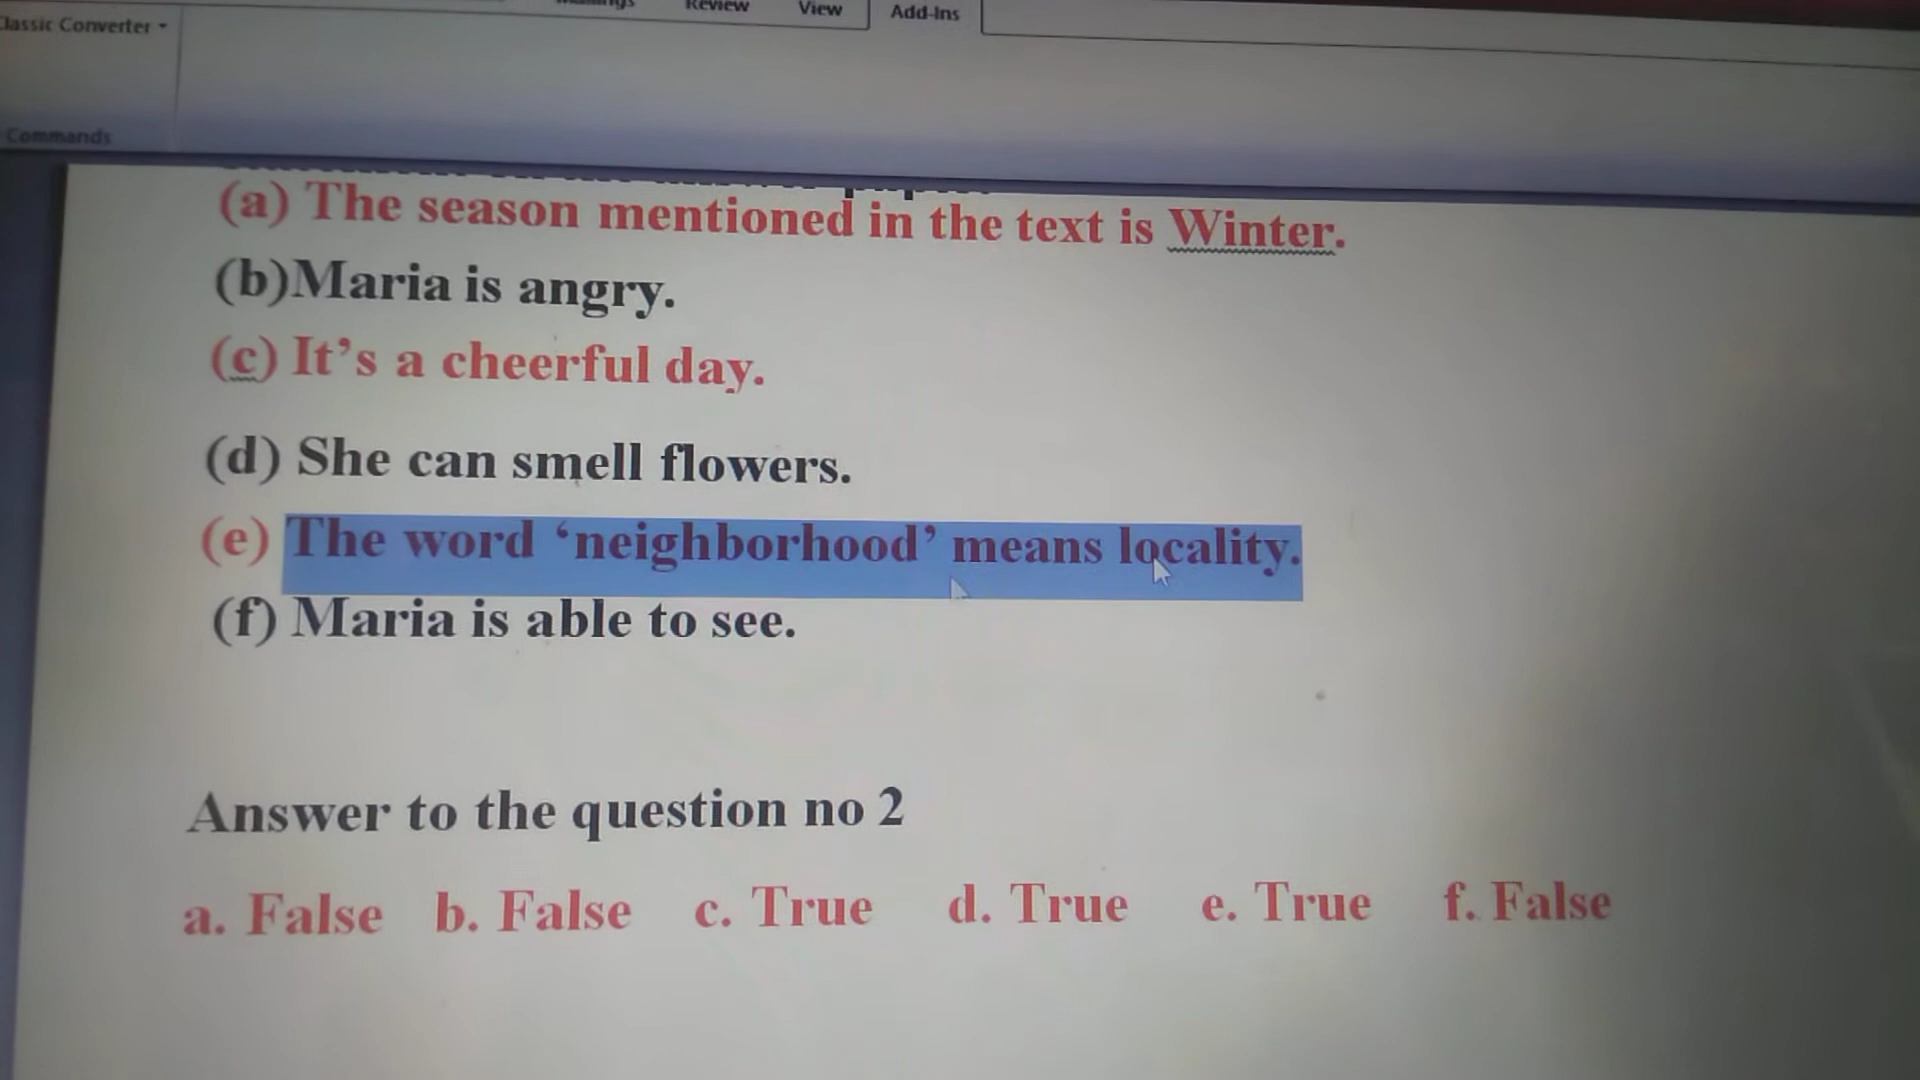 Classic Converter
Review View Add-Ins
Commands
(a) The season mentioned in the text is Winter.
(b)Maria is angry.
(c) It's a cheerful day.
(d) She can smell flowers.
(e) The word ‘neighborhood’ means locality.
(f) Maria is able to see.
Answer to the question no 2
a. False b. False c. True d. True e. True f. False